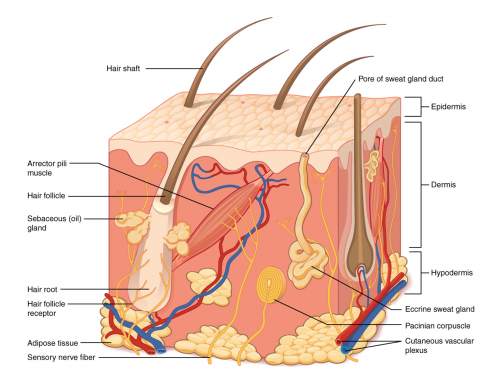 Hair shaft
Pore of sweat gland duct
Epidermis
Dermis
Arrector pili
muscle
Hair follicle
Sebaceous (oil)
gland
Hypodermis
Hair root
Hair follicle
receptor
Eccrine sweat gland
Pacinian corpuscle
Adipose tissue
Cutaneous vascular
plexus
Sensory nerve fiber